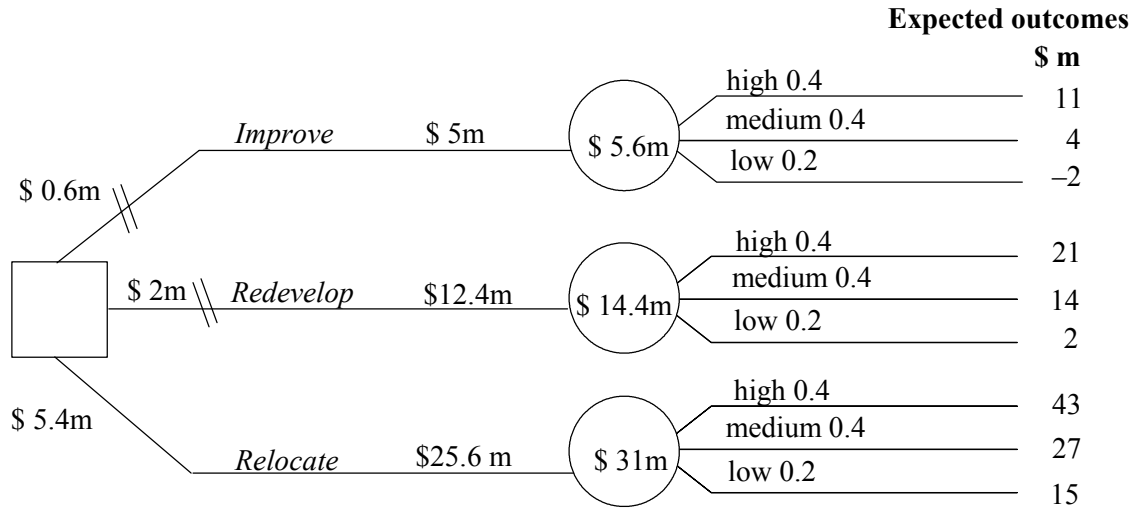 Expected outcomes
$ m
high 0.4 11
Improve $ 5m $ 5.6m medium 0.4 4
low 0.2 –2
$ 0.6m
high 0.4 21
$ 2m Redevelop $12.4m $ 14.4m medium 0.4 14
low 0.2 2
high 0.4 43
$ 5.4m
medium 0.4 27
Relocate $25.6 m $ 31m
low 0.2 15